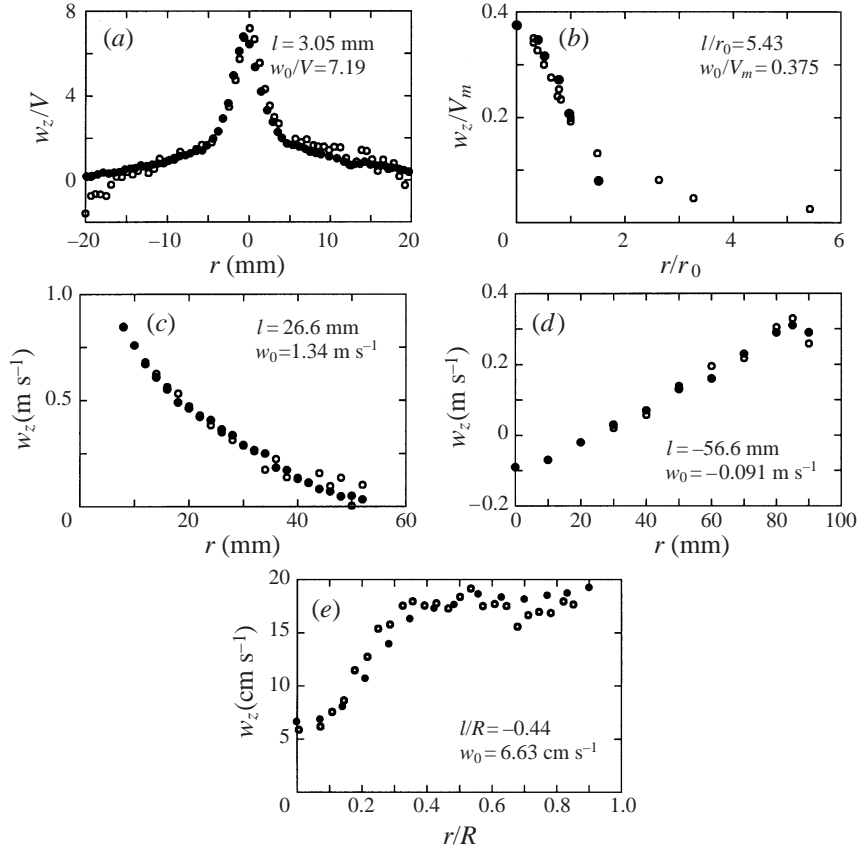 (a)
l = 3.05 mm
w0/V = 7.19
8
4
0
wz/V
–20
–10
0
10
20
r (mm)
(b)
l/r0 = 5.43
w0/Vm = 0.375
0.4
0.2
0
wz/Vm
0
2
4
6
r/r0
(c)
l = 26.6 mm
w0 = 1.34 m s–1
1.0
0.5
0
wz(m s–1)
20
40
60
r (mm)
(d)
l = –56.6 mm
w0 = –0.091 m s–1
0.4
0.2
0
–0.2
wz(m s–1)
0
20
40
60
80
100
r (mm)
(e)
l/R = –0.44
w0 = 6.63 cm s–1
20
15
10
5
wz(cm s–1)
0
0.2
0.4
0.6
0.8
1.0
r/R